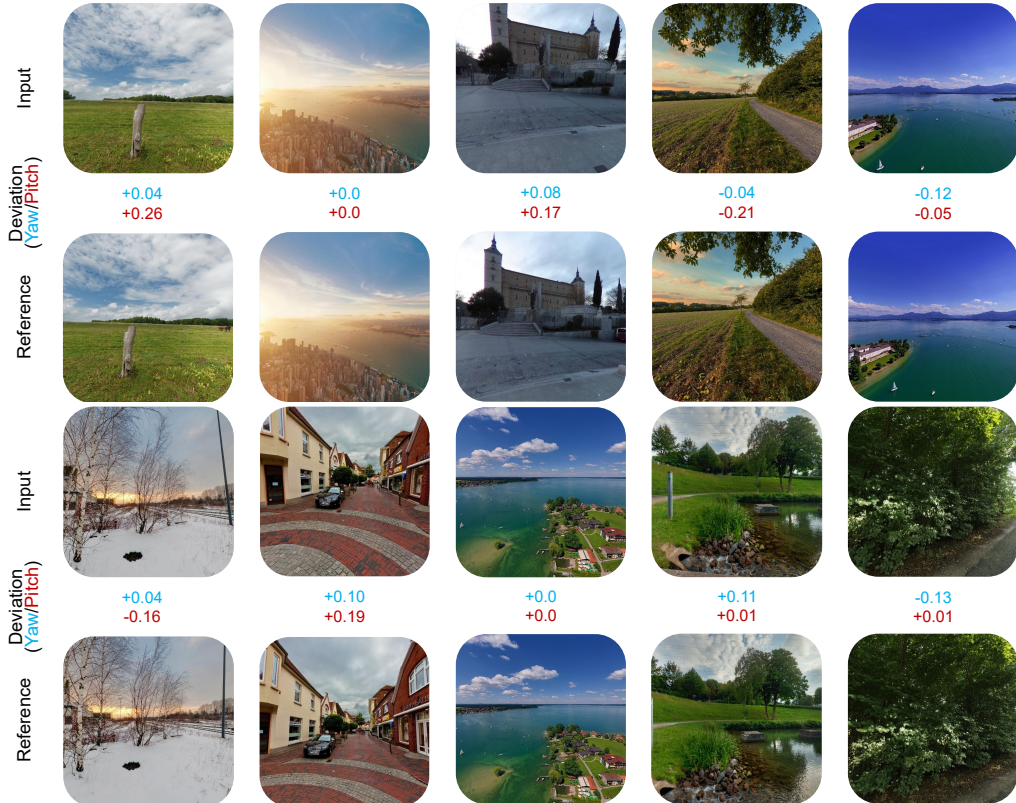 Input
Deviation
(Yaw/Pitch)
+0.04
+0.0
+0.08
-0.04
-0.12
+0.26
+0.0
+0.17
-0.21
-0.05
Reference
Input
Deviation
(Yaw/Pitch)
+0.04
+0.10
+0.0
+0.11
-0.13
-0.16
+0.19
+0.0
+0.01
+0.01
Reference